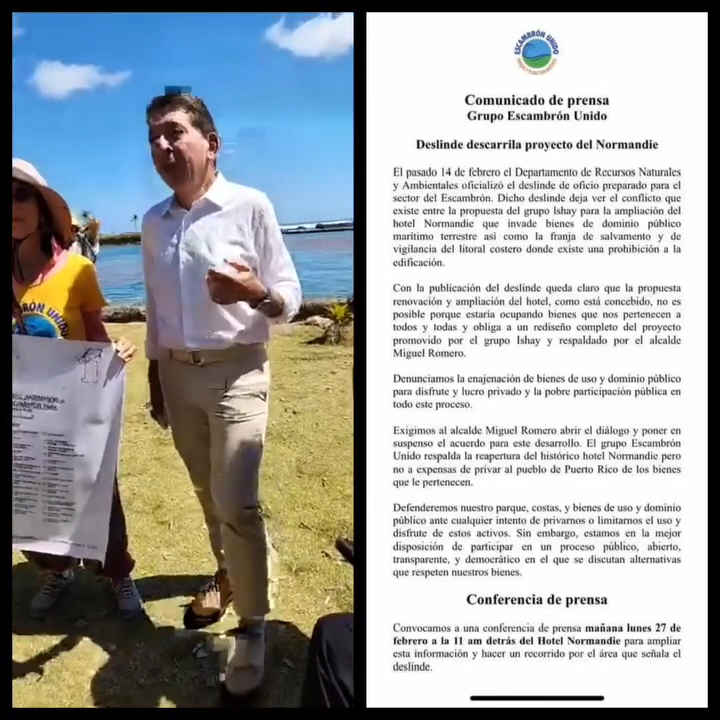 BRÓN UNIDO
ESCAMBRÓN UNIDO
Comunicado de prensa
Grupo Escambrón Unido
Deslinde descarrila proyecto del Normandie
El pasado 14 de febrero el Departamento de Recursos Naturales
y Ambientales oficializó el deslinde de oficio preparado para el
sector del Escambrón. Dicho deslinde deja ver el conflicto que
existe entre la propuesta del grupo Ishay para la ampliación del
hotel Normandie que invade bienes de dominio público
marítimo terrestre así como la franja de salvamento y de
vigilancia del litoral costero donde existe una prohibición a la
edificación.
Con la publicación del deslinde queda claro que la propuesta
renovación y ampliación del hotel, como está concebido, no es
posible porque estaría ocupando bienes que nos pertenecen a
todos y todas y obliga a un rediseño completo del proyecto
promovido por el grupo Ishay y respaldado por el alcalde
Miguel Romero.
Denunciamos la enajenación de bienes de uso y dominio público
para disfrute y lucro privado y la pobre participación pública en
todo este proceso.
Exigimos al alcalde Miguel Romero abrir el diálogo y poner en
suspenso el acuerdo para este desarrollo. El grupo Escambrón
Unido respalda la reapertura del histórico hotel Normandie pero
no a expensas de privar al pueblo de Puerto Rico de los bienes
que le pertenecen.
Defenderemos nuestro parque, costas, y bienes de uso y dominio
público ante cualquier intento de privarnos o limitarnos el uso y
disfrute de estos activos. Sin embargo, estamos en la mejor
disposición de participar en un proceso público, abierto,
transparente, y democrático en el que se discutan alternativas
que respeten nuestros bienes.
Conferencia de prensa
Convocamos a una conferencia de prensa mañana lunes 27 de
febrero a la 11 am detrás del Hotel Normandie para ampliar
esta información y hacer un recorrido por el área que señala el
deslinde.